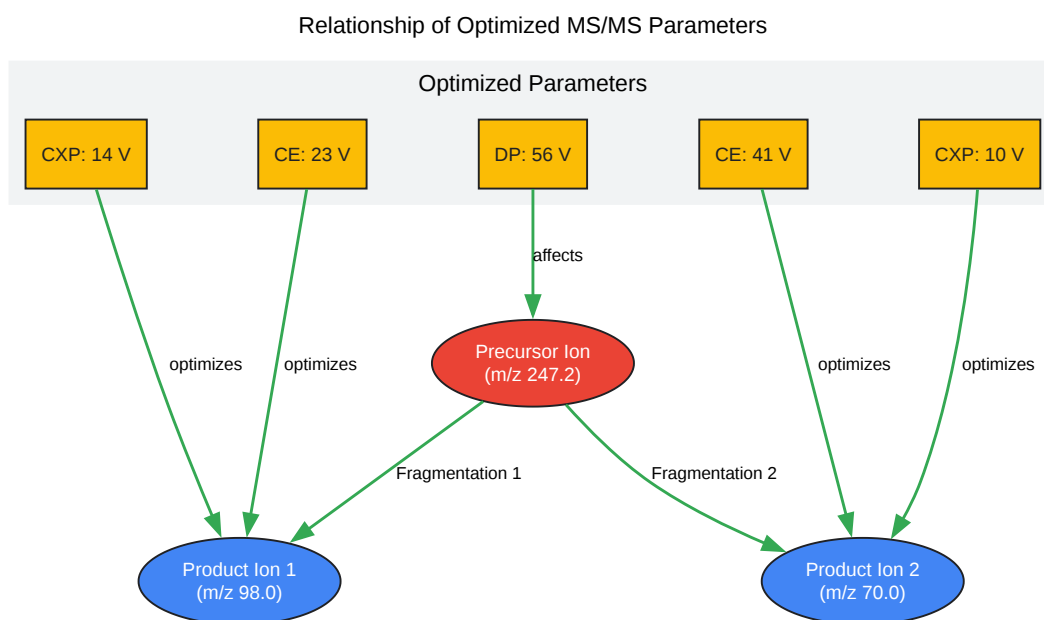 Relationship of Optimized MS/MS Parameters
Optimized Parameters
CXP: 14 V
CE: 23 V
DP: 56 V
CE: 41 V
CXP: 10 V
affects
optimizes
optimizes
Precursor Ion
(m/z 247.2)
optimizes
optimizes
Fragmentation 1
Fragmentation 2
Product Ion 1
(m/z 98.0)
Product Ion 2
(m/z 70.0)